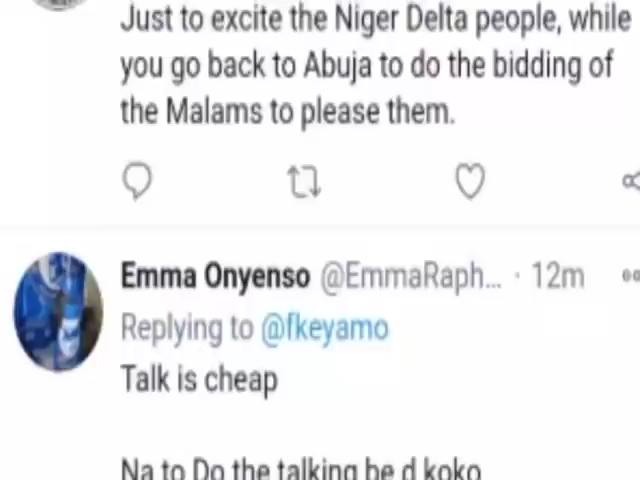 Just to excite the Niger Delta people, while
you go back to Abuja to do the bidding of
the Malams to please them.
Emma Onyenso @EmmaRaph... · 12m
Replying to @fkeyamo
Talk is cheap
Na to Do the talking be d koko